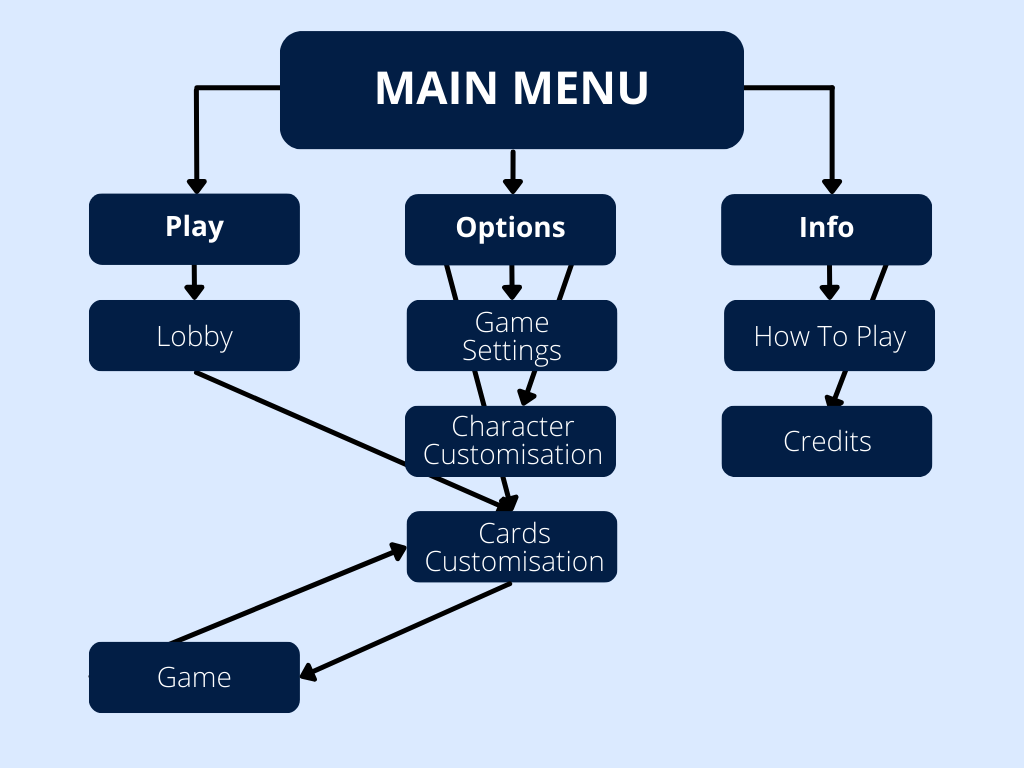 MAIN MENU
Play
Options
Info
Lobby
Game
Settings
How To Play
Character
Customisation
Credits
Cards
Customisation
Game